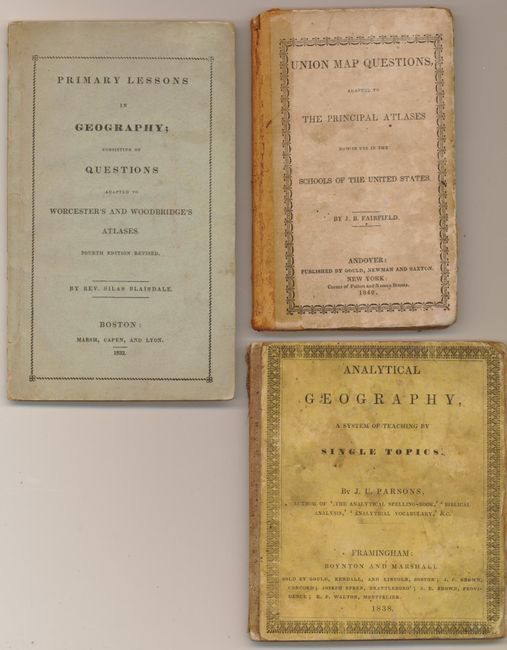 PRIMARY LESSONS
IN
GEOGRAPHY;
CONSISTING OF
QUESTIONS
ADAPTED TO
WORCESTER'S AND WOODBRIDGE'S
ATLASES.
FOURTH EDITION REVISED.
BY REV. SILAS BLAISDALE.
BOSTON:
MARSH, CAPEN, AND LYON.
1832.
UNION MAP QUESTIONS,
ADAPTED TO
THE PRINCIPAL ATLASES
NOW IN USE IN THE
SCHOOLS OF THE UNITED STATES.
BY J. B. FAIRFIELD.
ANDOVER:
PUBLISHED BY GOULD, NEWMAN AND SAXTON.
NEW YORK:
Corner of Fulton and Nassau Streets.
1840.
ANALYTICAL
GEOGRAPHY,
A SYSTEM OF TEACHING BY
SINGLE TOPICS.
BY J. U. PARSONS,
AUTHOR OF 'THE ANALYTICAL SPELLING-BOOK,' 'BIBLICAL
ANALYSIS,' 'ANALYTICAL VOCABULARY,' &C.
FRAMINGHAM:
BOYNTON AND MARSHALL.
SOLD BY GOULD, KENDALL, AND LINCOLN, BOSTON; J. F. BROWN,
CONCORD; JOSEPH STEEN, BRATTLEBORO'; A. E. BROWN, PROVI-
DENCE; E. P. WALTON, MONTPELIER.
1838.